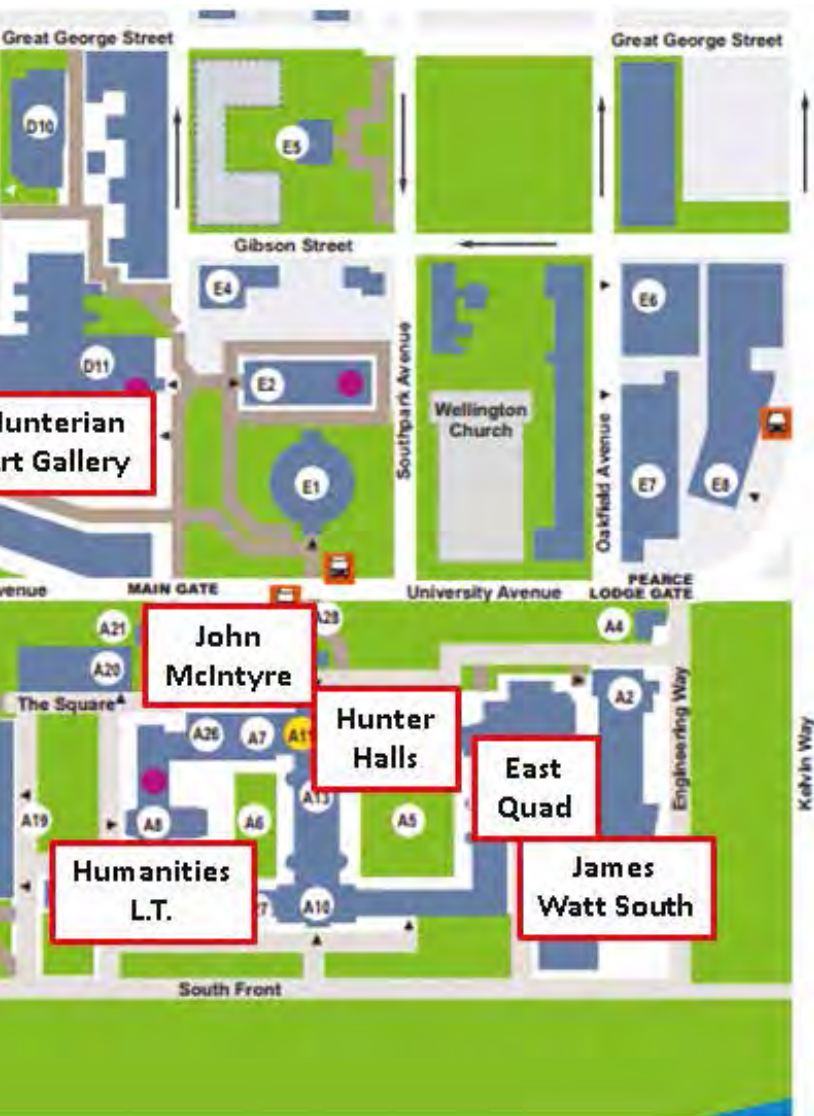 Great George Street
Great George Street
D10
E5
Gibson Street
E4
E6
D11
E2
Southpark Avenue
Wellington
Church
Oakfield Avenue
Gallery
E1
E7
E8
MAIN GATE
University Avenue
PEARCE
LODGE GATE
A21
John
McIntyre
A4
A20
The Square
A2
Engineering Way
Kelvin Way
Hunter
Halls
A26
A7
East
Quad
A19
A8
A6
A13
A5
Humanities
L.T.
James
Watt South
A10
South Front